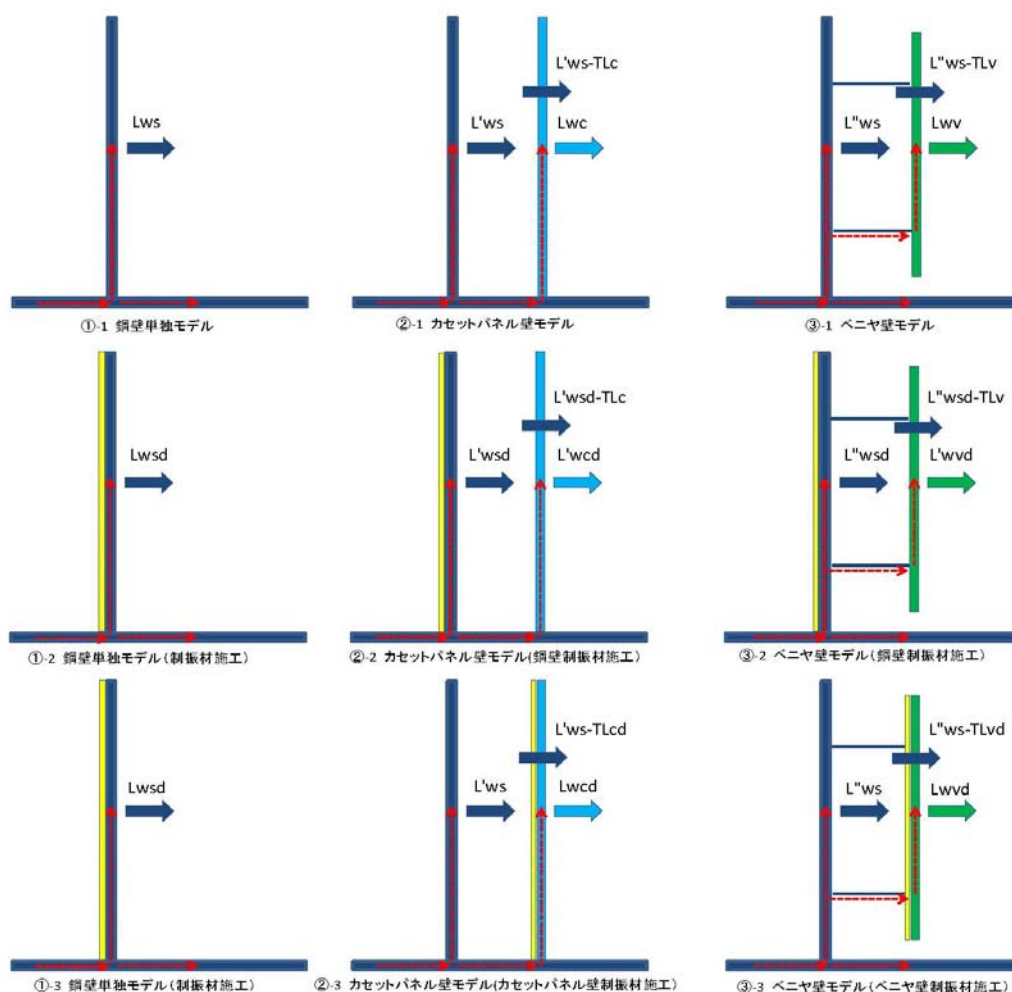 L'ws-TLc
L"ws-TLv
Lws
L'ws
Lwc
L"ws
Lwv
①-1 鋼壁単独モデル
②-1 カセットパネル壁モデル
③-1 ベニヤ壁モデル
L'wsd-TLc
L"wsd-TLv
Lwsd
L'wsd
L'wcd
L"wsd
L'wvd
①-2 鋼壁単独モデル(制振材施工)
②-2 カセットパネル壁モデル(鋼壁制振材施工)
③-2 ベニヤ壁モデル(鋼壁制振材施工)
L'ws-TLcd
L"ws-TLvd
Lwsd
L'ws
Lwcd
L"ws
Lwvd
①-3 鋼壁単独モデル(制振材施工)
②-3 カセットパネル壁モデル(カセットパネル壁制振材施工)
③-3 ベニヤ壁モデル(ベニヤ壁制振材施工)